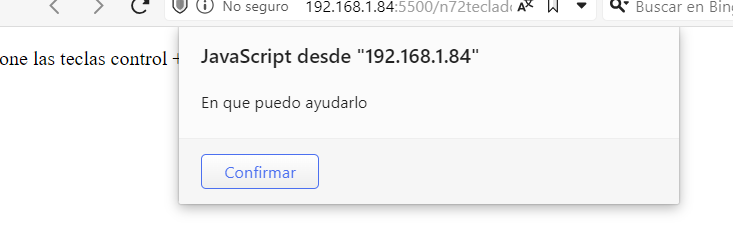 No seguro 192.168.1.84:5500/n72teclad
Buscar en Bing
one las teclas control +
JavaScript desde "192.168.1.84"
En que puedo ayudarlo
Confirmar